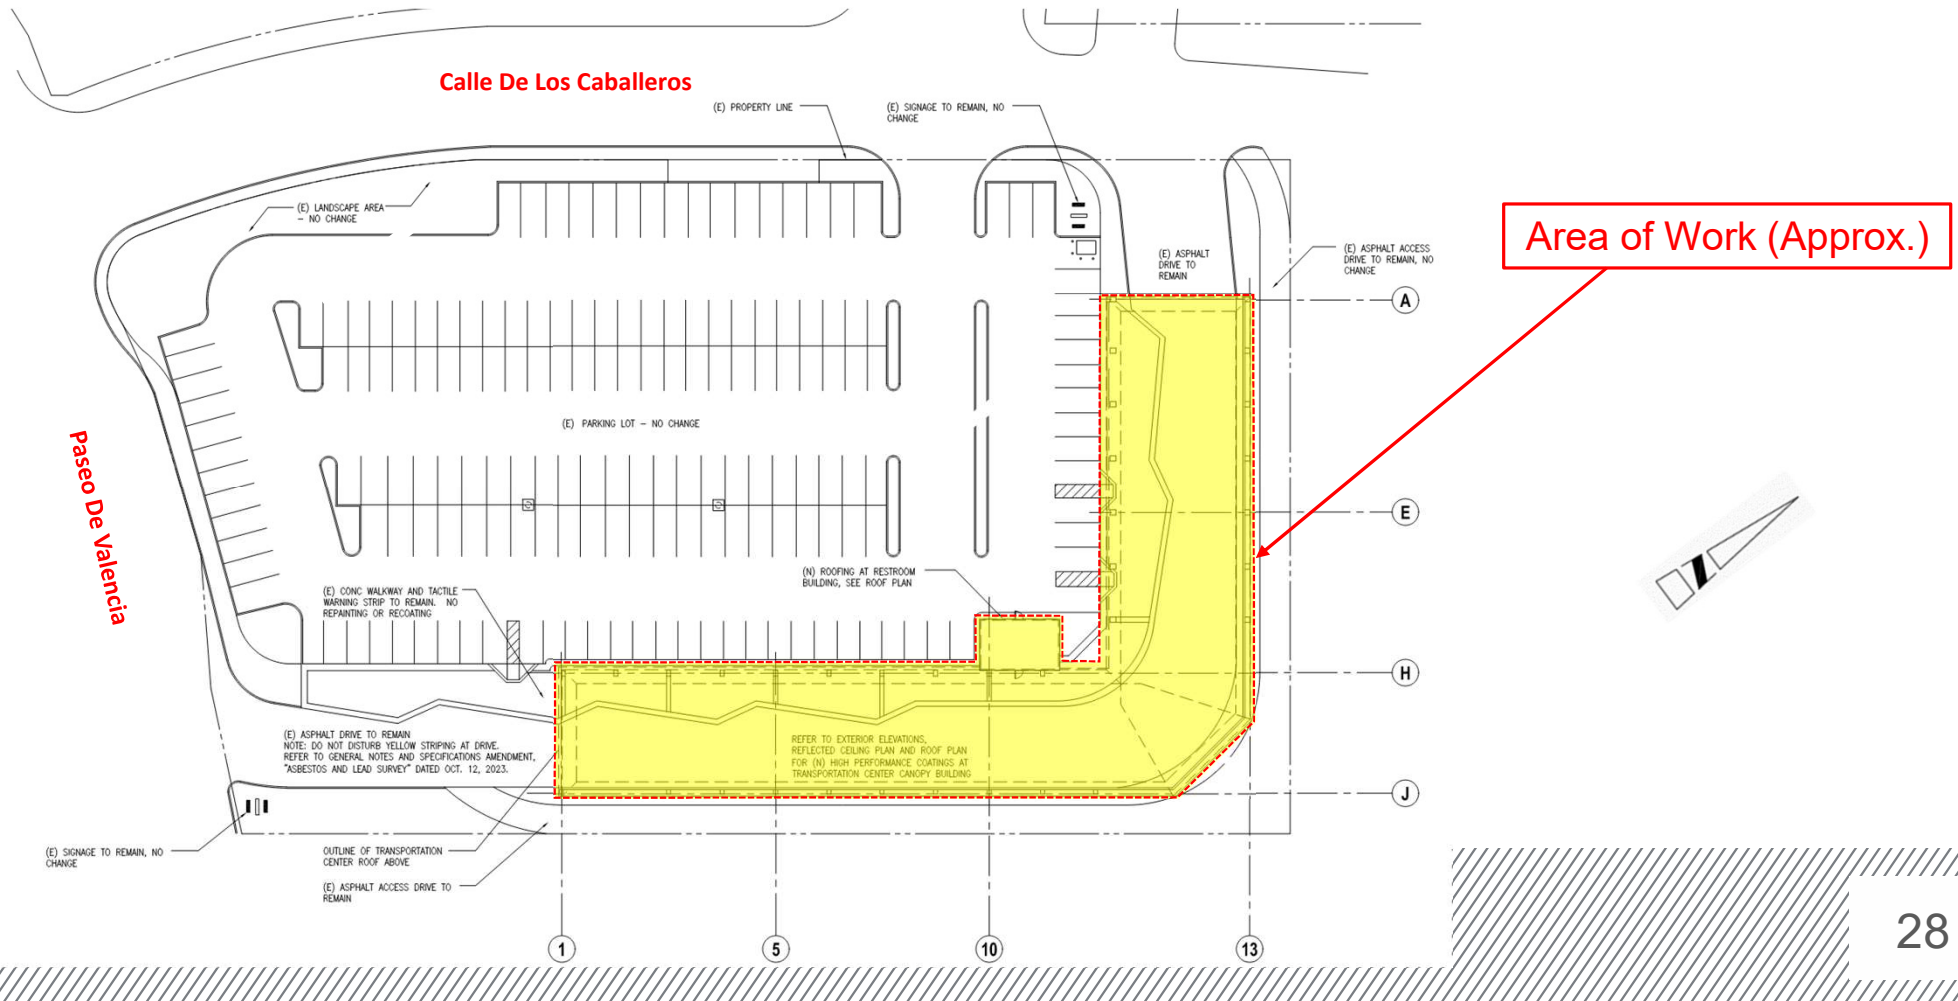 Calle De Los Caballeros
(E) PROPERTY LINE
(E) SIGNAGE TO REMAIN, NO
CHANGE
(E) LANDSCAPE AREA
- NO CHANGE
(E) ASPHALT
DRIVE TO
REMAIN
(E) ASPHALT ACCESS
DRIVE TO REMAIN, NO
CHANGE
Area of Work (Approx.)
A
(E) PARKING LOT - NO CHANGE
Paseo De Valencia
E
(N) ROOFING AT RESTROOM
BUILDING, SEE ROOF PLAN
(E) CONC WALKWAY AND TACTILE
WARNING STRIP TO REMAIN. NO
REPAINTING OR RECOATING
H
(E) ASPHALT DRIVE TO REMAIN
NOTE: DO NOT DISTURB YELLOW STRIPING AT DRIVE.
REFER TO GENERAL NOTES AND SPECIFICATIONS AMENDMENT,
"ASBESTOS AND LEAD SURVEY" DATED OCT. 12, 2023.
REFER TO EXTERIOR ELEVATIONS,
REFLECTED CEILING PLAN AND ROOF PLAN
FOR (N) HIGH PERFORMANCE COATINGS AT
TRANSPORTATION CENTER CANOPY BUILDING
J
(E) SIGNAGE TO REMAIN, NO
CHANGE
OUTLINE OF TRANSPORTATION
CENTER ROOF ABOVE
(E) ASPHALT ACCESS DRIVE TO
REMAIN
1
5
10
13
28